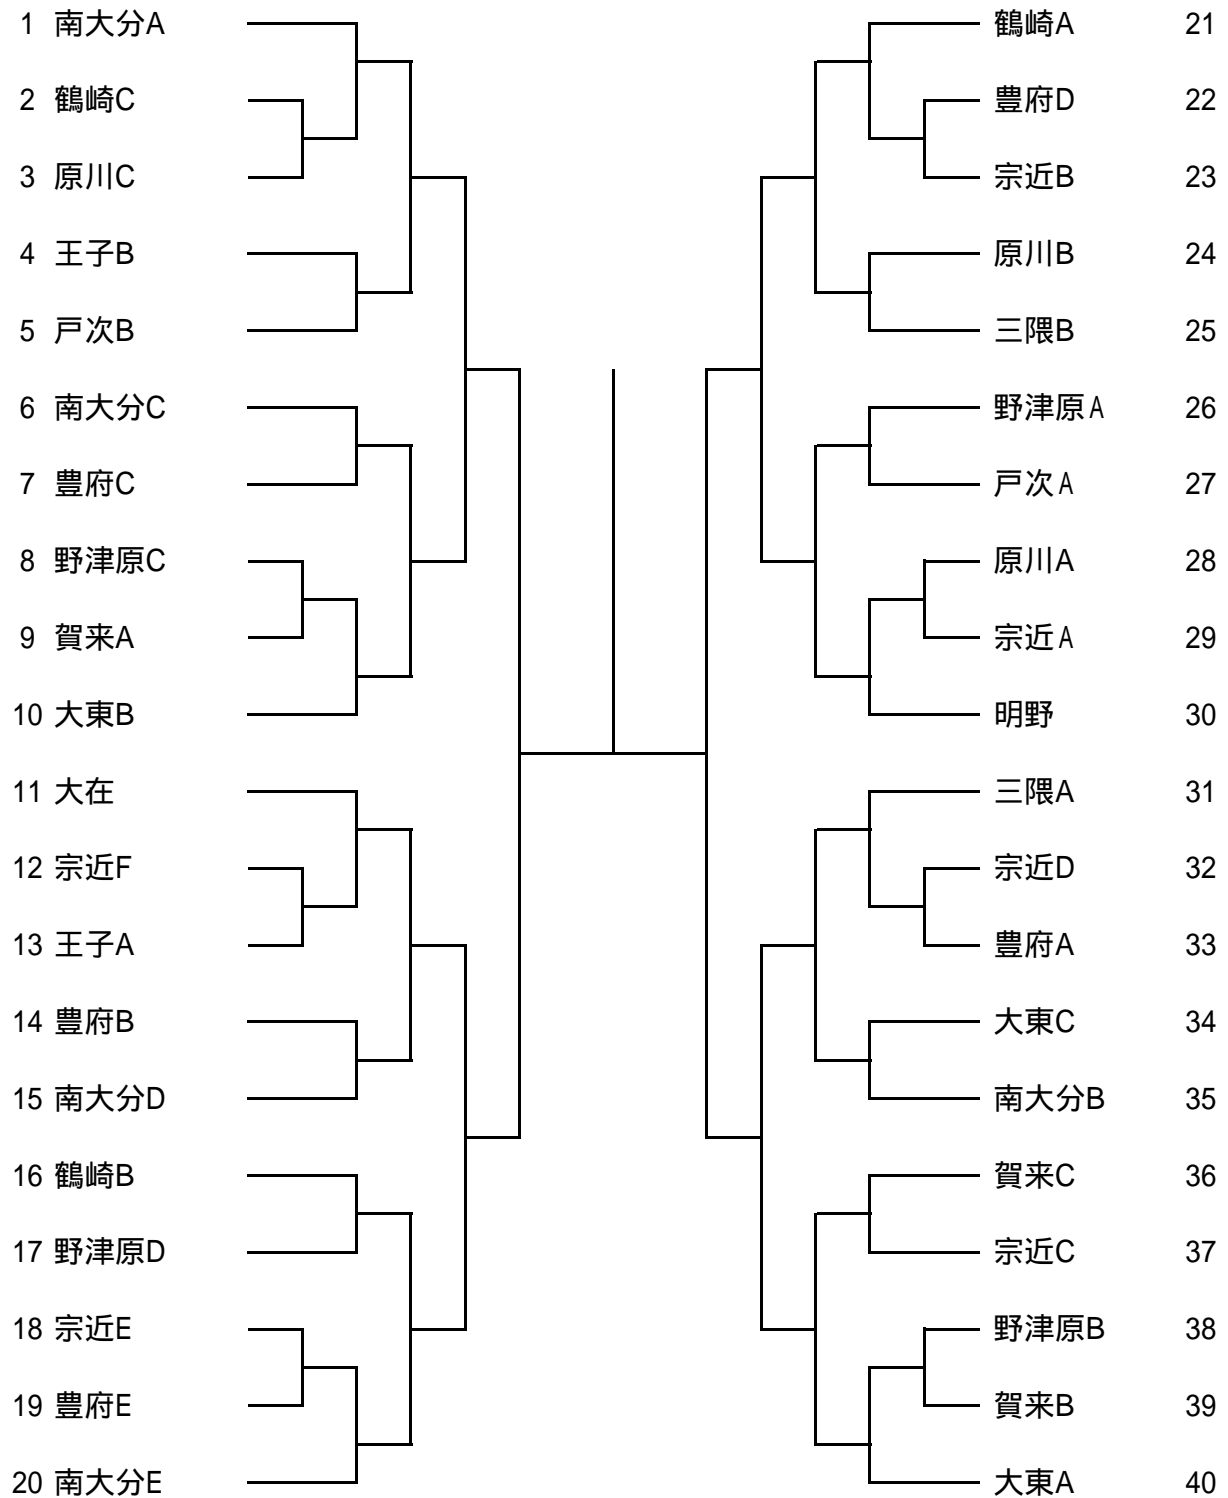 1 南大分A 鶴崎A 21
2 鶴崎C 豊府D 22
3 原川C 宗近B 23
4 王子B 原川B 24
5 戸次B 三隈B 25
6 南大分C 野津原A 26
7 豊府C 戸次A 27
8 野津原C 原川A 28
9 賀来A 宗近A 29
10 大東B 明野 30
11 大在 三隈A 31
12 宗近F 宗近D 32
13 王子A 豊府A 33
14 豊府B 大東C 34
15 南大分D 南大分B 35
16 鶴崎B 賀来C 36
17 野津原D 宗近C 37
18 宗近E 野津原B 38
19 豊府E 賀来B 39
20 南大分E 大東A 40